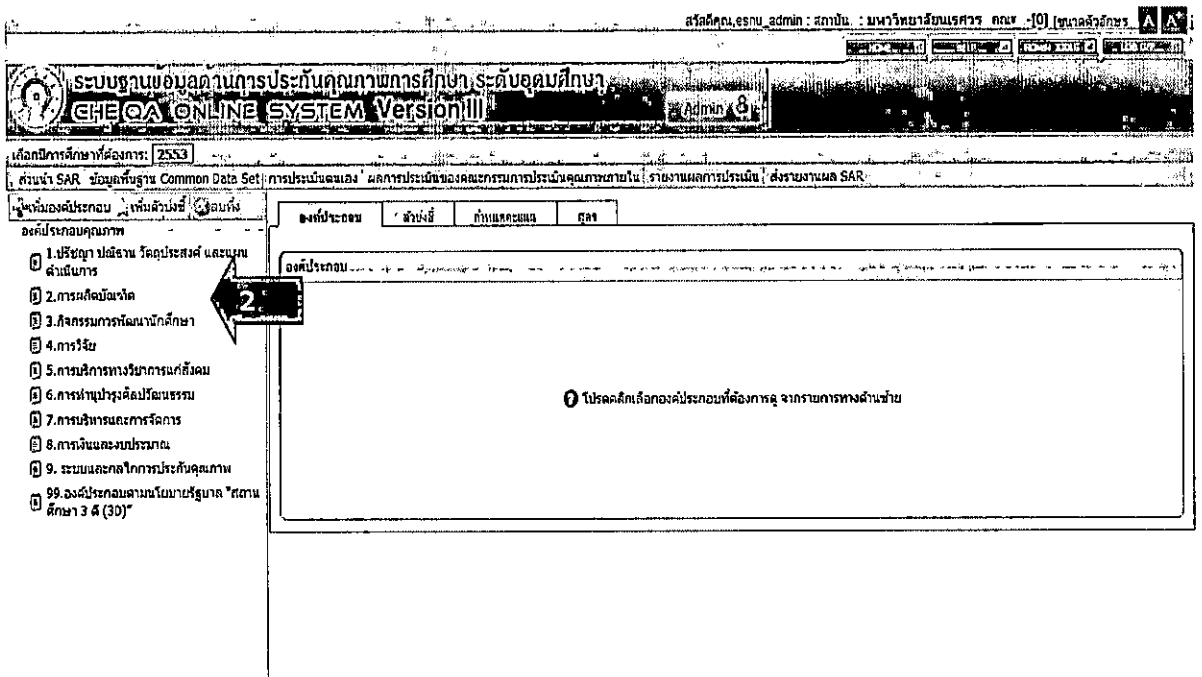 สวัสดีคุณ,esnu_admin : สถาบัน. : มหาวิทยาลัยนเรศวร คณะ -[0] [ขนาดตัวอักษร A A
ระบบฐานข้อมูลด้านการประกันคุณภาพการศึกษา ระดับอุดมศึกษา
CHE QA ONLINE SYSTEM Version III
Admin
เลือกปีการศึกษาที่ต้องการ: 2553
ส่วนนำ SAR ข้อมูลพื้นฐาน Common Data Set การประเมินตนเอง ผลการประเมินของคณะกรรมการประเมินคุณภาพภายใน รายงานผลการประเมิน ส่งรายงานผล SAR
เพิ่มองค์ประกอบ เพิ่มตัวบ่งชี้ ลบทิ้ง
องค์ประกอบ ตัวบ่งชี้ กำหนดคะแนน สูตร
องค์ประกอบคุณภาพ
1.ปรัชญา ปณิธาน วัตถุประสงค์ และแผน
ดำเนินการ
องค์ประกอบ
2.การผลิตบัณฑิต
2
3.กิจกรรมการพัฒนานักศึกษา
4.การวิจัย
5.การบริการทางวิชาการแก่สังคม
6.การทำนุบำรุงศิลปวัฒนธรรม
โปรดคลิกเลือกองค์ประกอบที่ต้องการดู จากรายการทางด้านซ้าย
7.การบริหารและการจัดการ
8.การเงินและงบประมาณ
9. ระบบและกลไกการประกันคุณภาพ
99.องค์ประกอบตามนโยบายรัฐบาล "สถาน
ศึกษา 3 ดี (3D)"